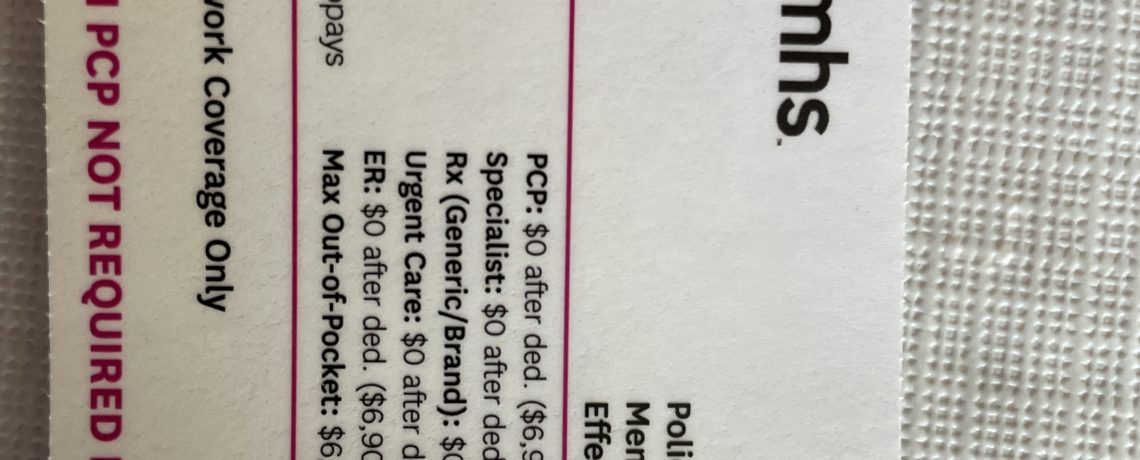 mhs
Poli
Mem
Effe
PCP: $0 after ded. ($6,9
Specialist: $0 after ded
Rx (Generic/Brand): $0
Urgent Care: $0 after d
ER: $0 after ded. ($6,90
Max Out-of-Pocket: $6
opays
work Coverage Only
PCP NOT REQUIRED